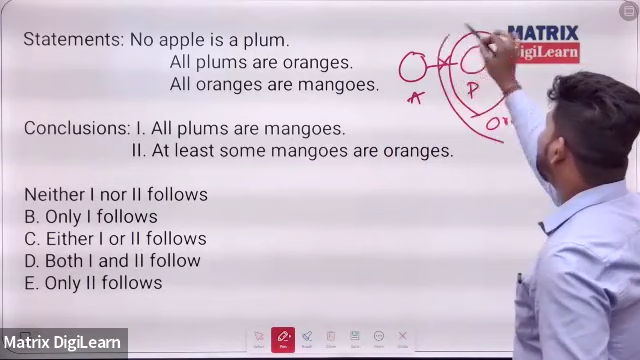 Statements: No apple is a plum.
All plums are oranges.
All oranges are mangoes.
MATRIX
DigiLearn
A
P
Conclusions: I. All plums are mangoes.
II. At least some mangoes are oranges.
Neither I nor II follows
B. Only I follows
C. Either I or II follows
D. Both I and II follow
E. Only II follows
Matrix DigiLearn